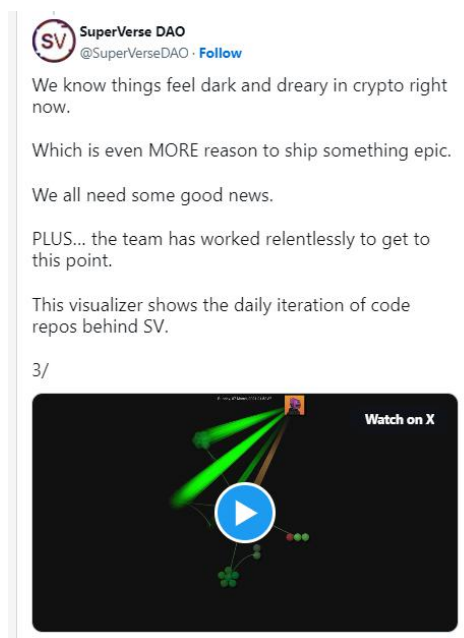 SV
SuperVerse DAO
@SuperVerseDAO · Follow
We know things feel dark and dreary in crypto right
now.
Which is even MORE reason to ship something epic.
We all need some good news.
PLUS... the team has worked relentlessly to get to
this point.
This visualizer shows the daily iteration of code
repos behind SV.
3/
Watch on X